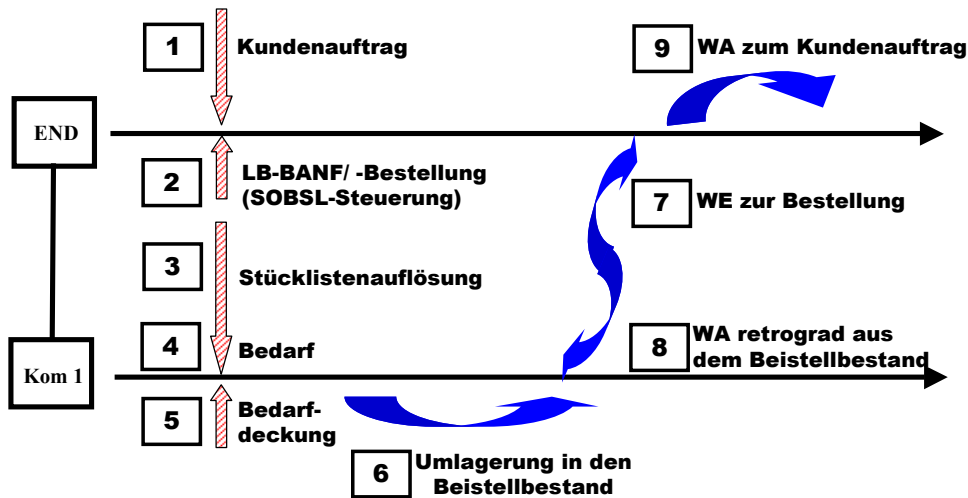 1
Kundenauftrag
9
WA zum Kundenauftrag
END
2
LB-BANF/ -Bestellung
(SOBSL-Steuerung)
7
WE zur Bestellung
3
Stücklistenauflösung
4
Bedarf
8
WA retrograd aus
dem Beistellbestand
Kom 1
5
Bedarf-
deckung
6
Umlagerung in den
Beistellbestand